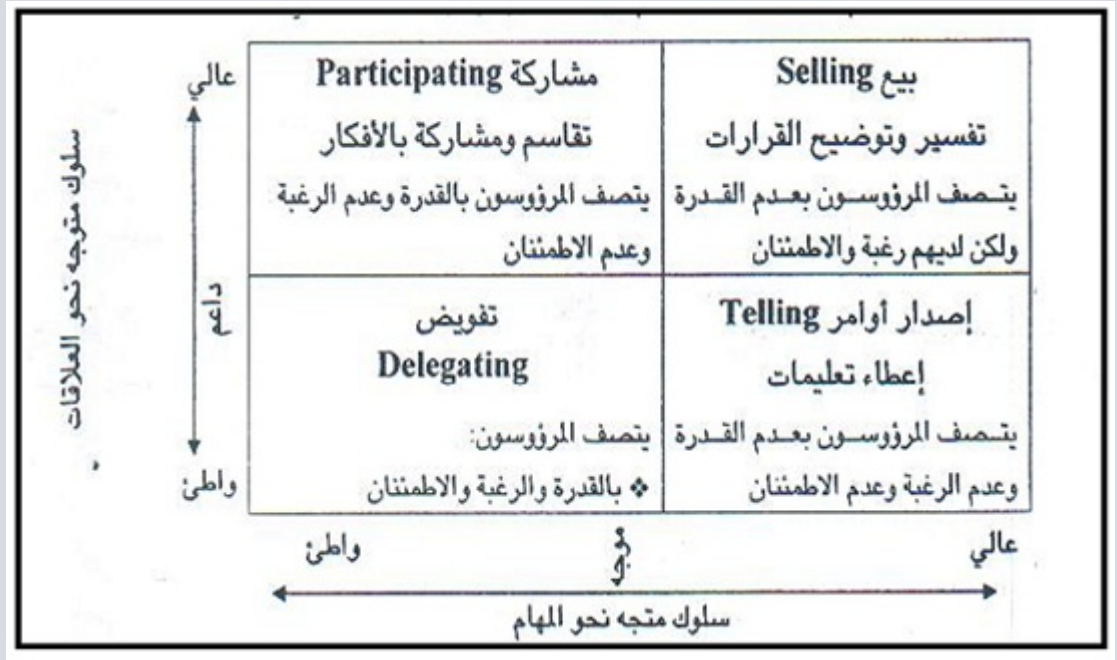 بيع Selling
تفسير وتوضيح القرارات
يتصف المرؤوسون بعدم القدرة
ولكن لديهم رغبة والاطمئنان
مشاركة Participating
تقاسم ومشاركة بالأفكار
يتصف المرؤوسون بالقدرة وعدم الرغبة
وعدم الاطمئنان
إصدار أوامر Telling
إعطاء تعليمات
يتصف المرؤوسون بعدم القدرة
وعدم الرغبة وعدم الاطمئنان
تفويض
Delegating
يتصف المرؤوسون:
❖ بالقدرة والرغبة والاطمئنان
عالي
داعم
واطئ
سلوك متوجه نحو العلاقات
عالي
موجه
واطئ
سلوك متجه نحو المهام